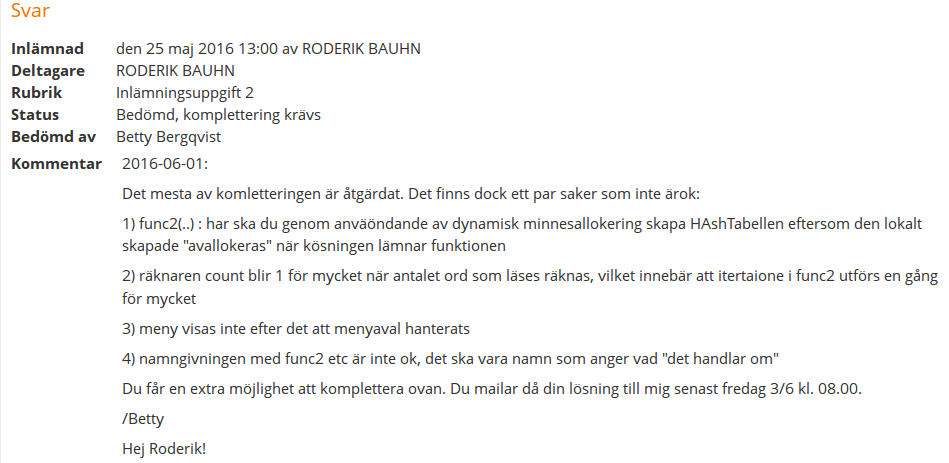 Svar
Inlämnad den 25 maj 2016 13:00 av RODERIK BAUHN
Deltagare RODERIK BAUHN
Rubrik Inlämningsuppgift 2
Status Bedömd, komplettering krävs
Bedömd av Betty Bergqvist
Kommentar 2016-06-01:
Det mesta av komletteringen är åtgärdat. Det finns dock ett par saker som inte ärok:
1) func2(..) : har ska du genom anväöndande av dynamisk minnesallokering skapa HAshTabellen eftersom den lokalt
skapade "avallokeras" när kösningen lämnar funktionen
2) räknaren count blir 1 för mycket när antalet ord som läses räknas, vilket innebär att itertaione i func2 utförs en gång
för mycket
3) meny visas inte efter det att menyaval hanterats
4) namngivningen med func2 etc är inte ok, det ska vara namn som anger vad "det handlar om"
Du får en extra möjlighet att komplettera ovan. Du mailar då din lösning till mig senast fredag 3/6 kl. 08.00.
/Betty
Hej Roderik!